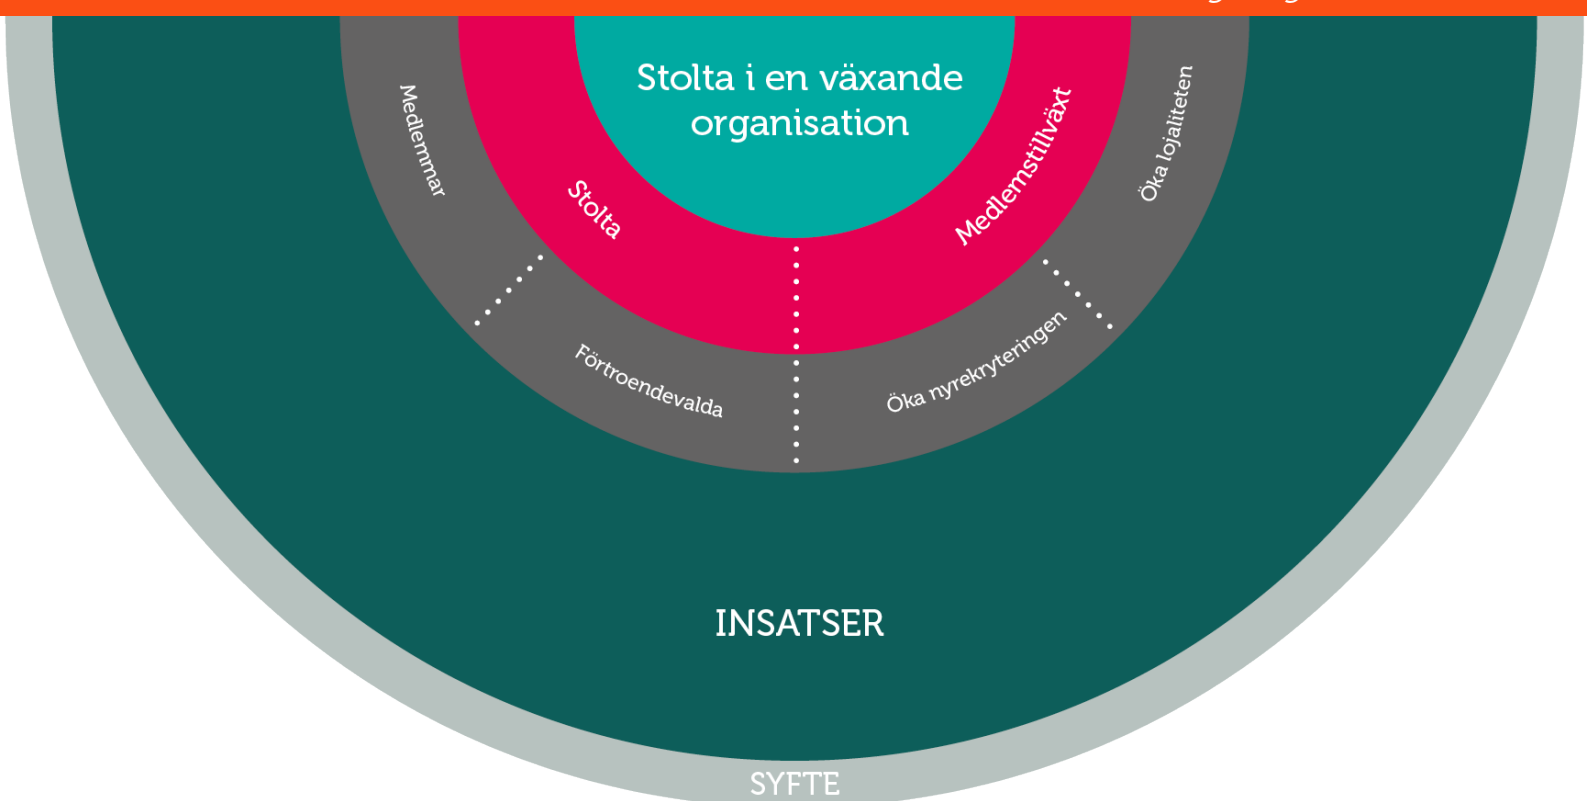 Stolta i en växande
organisation
Medlemmar
Stolta
Medlemstillväxt
Öka lojaliteten
Förtroendevalda
Öka nyrekryteringen
INSATSER
SYFTE